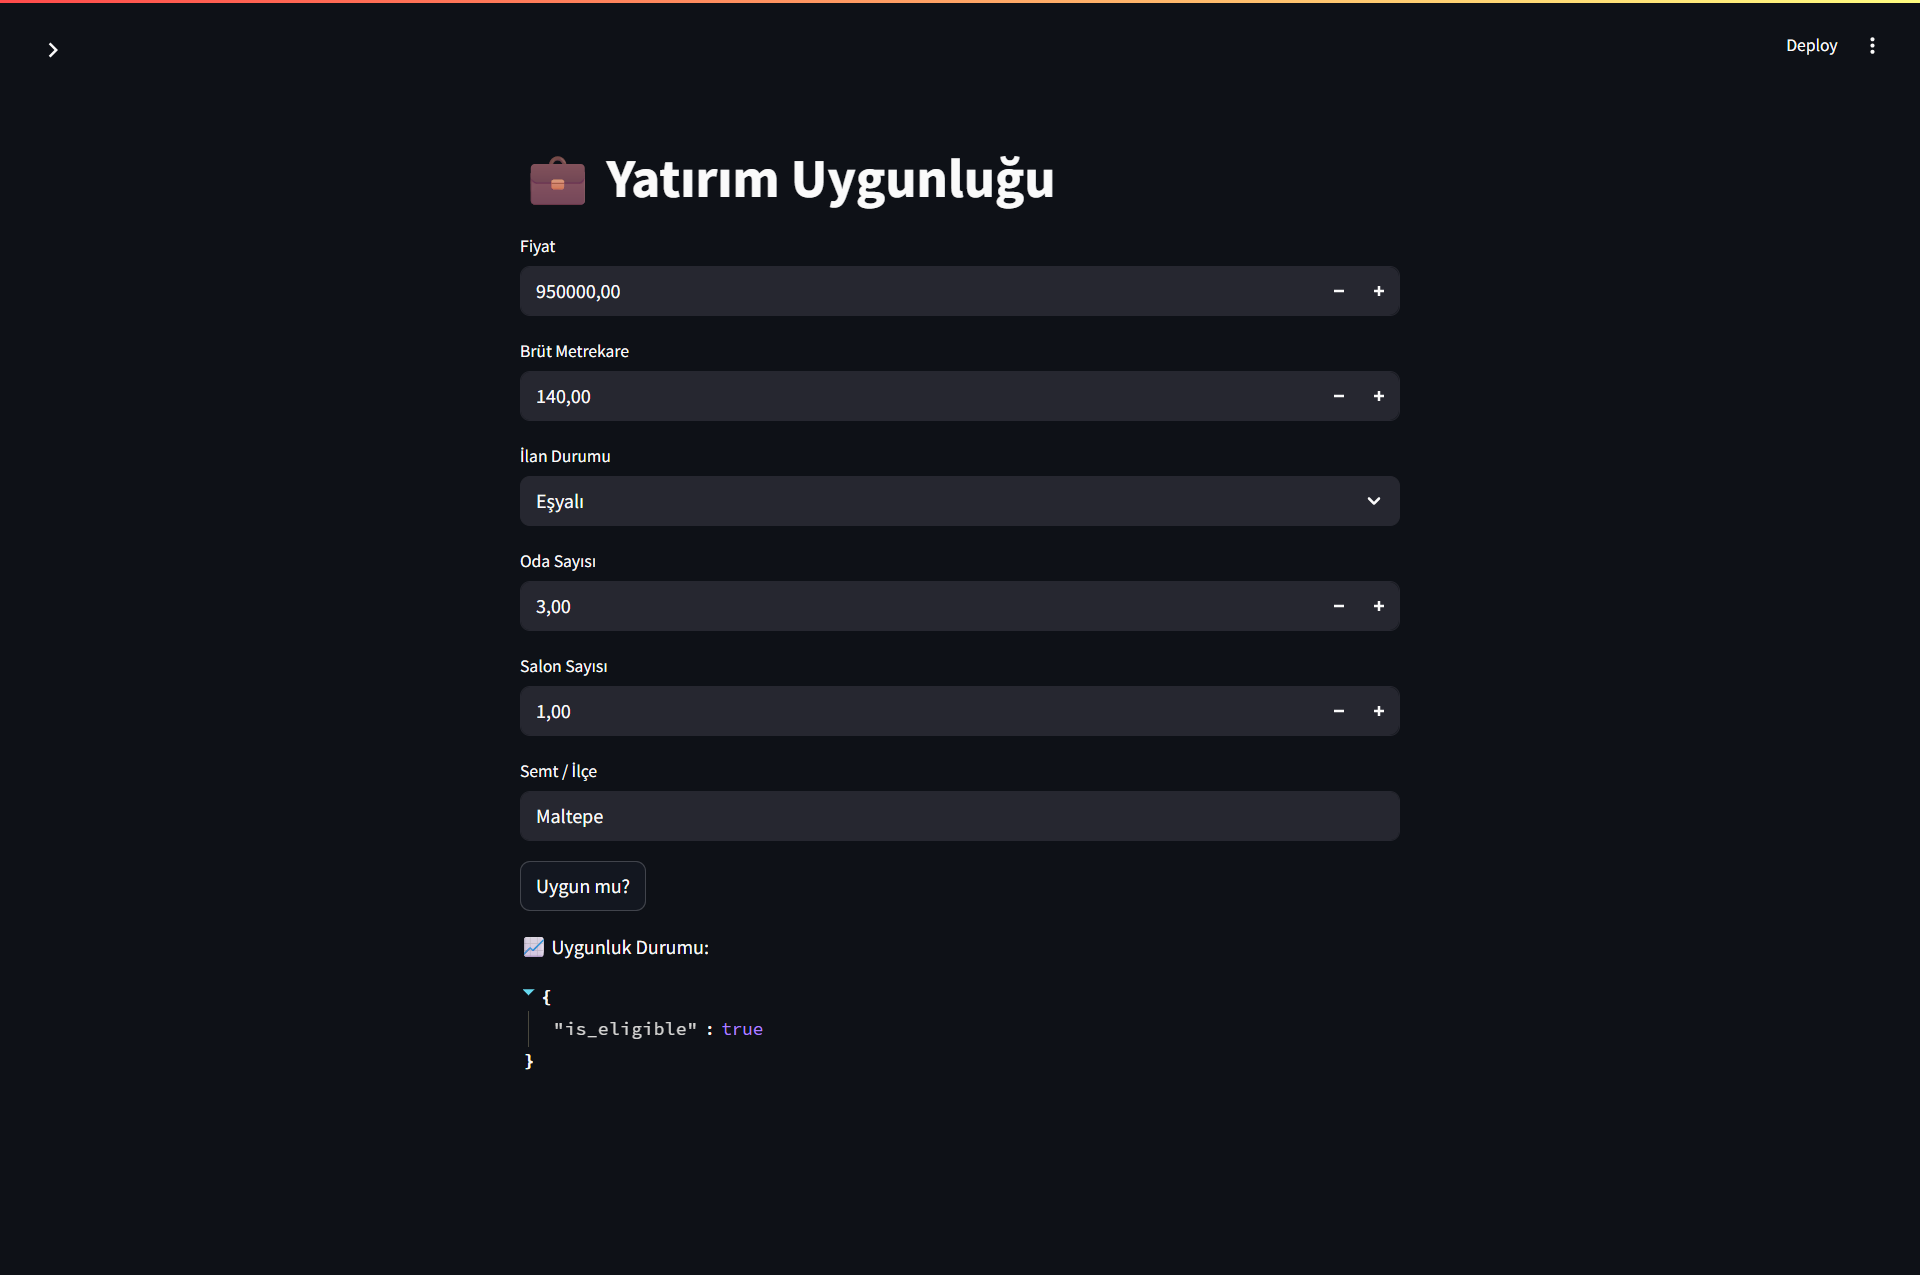 Deploy
Yatırım Uygunluğu
Fiyat
950000,00
Brüt Metrekare
140,00
İlan Durumu
Eşyalı
Oda Sayısı
3,00
Salon Sayısı
1,00
Semt / İlçe
Maltepe
Uygun mu?
Uygunluk Durumu:
{
"is_eligible" : true
}